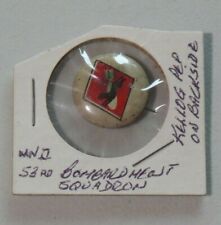 WW II
53 RD BOMBARDMENT
SQUADRON
KELLOG PEP
ON BACKSIDE